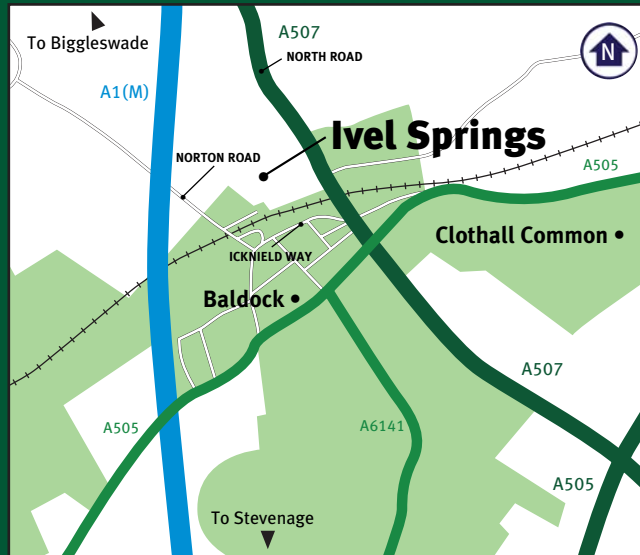 To Biggleswade
A507
N
NORTH ROAD
A1(M)
Ivel Springs
NORTON ROAD
A505
Clothall Common
ICKNIELD WAY
Baldock
A507
A505
A6141
A505
To Stevenage